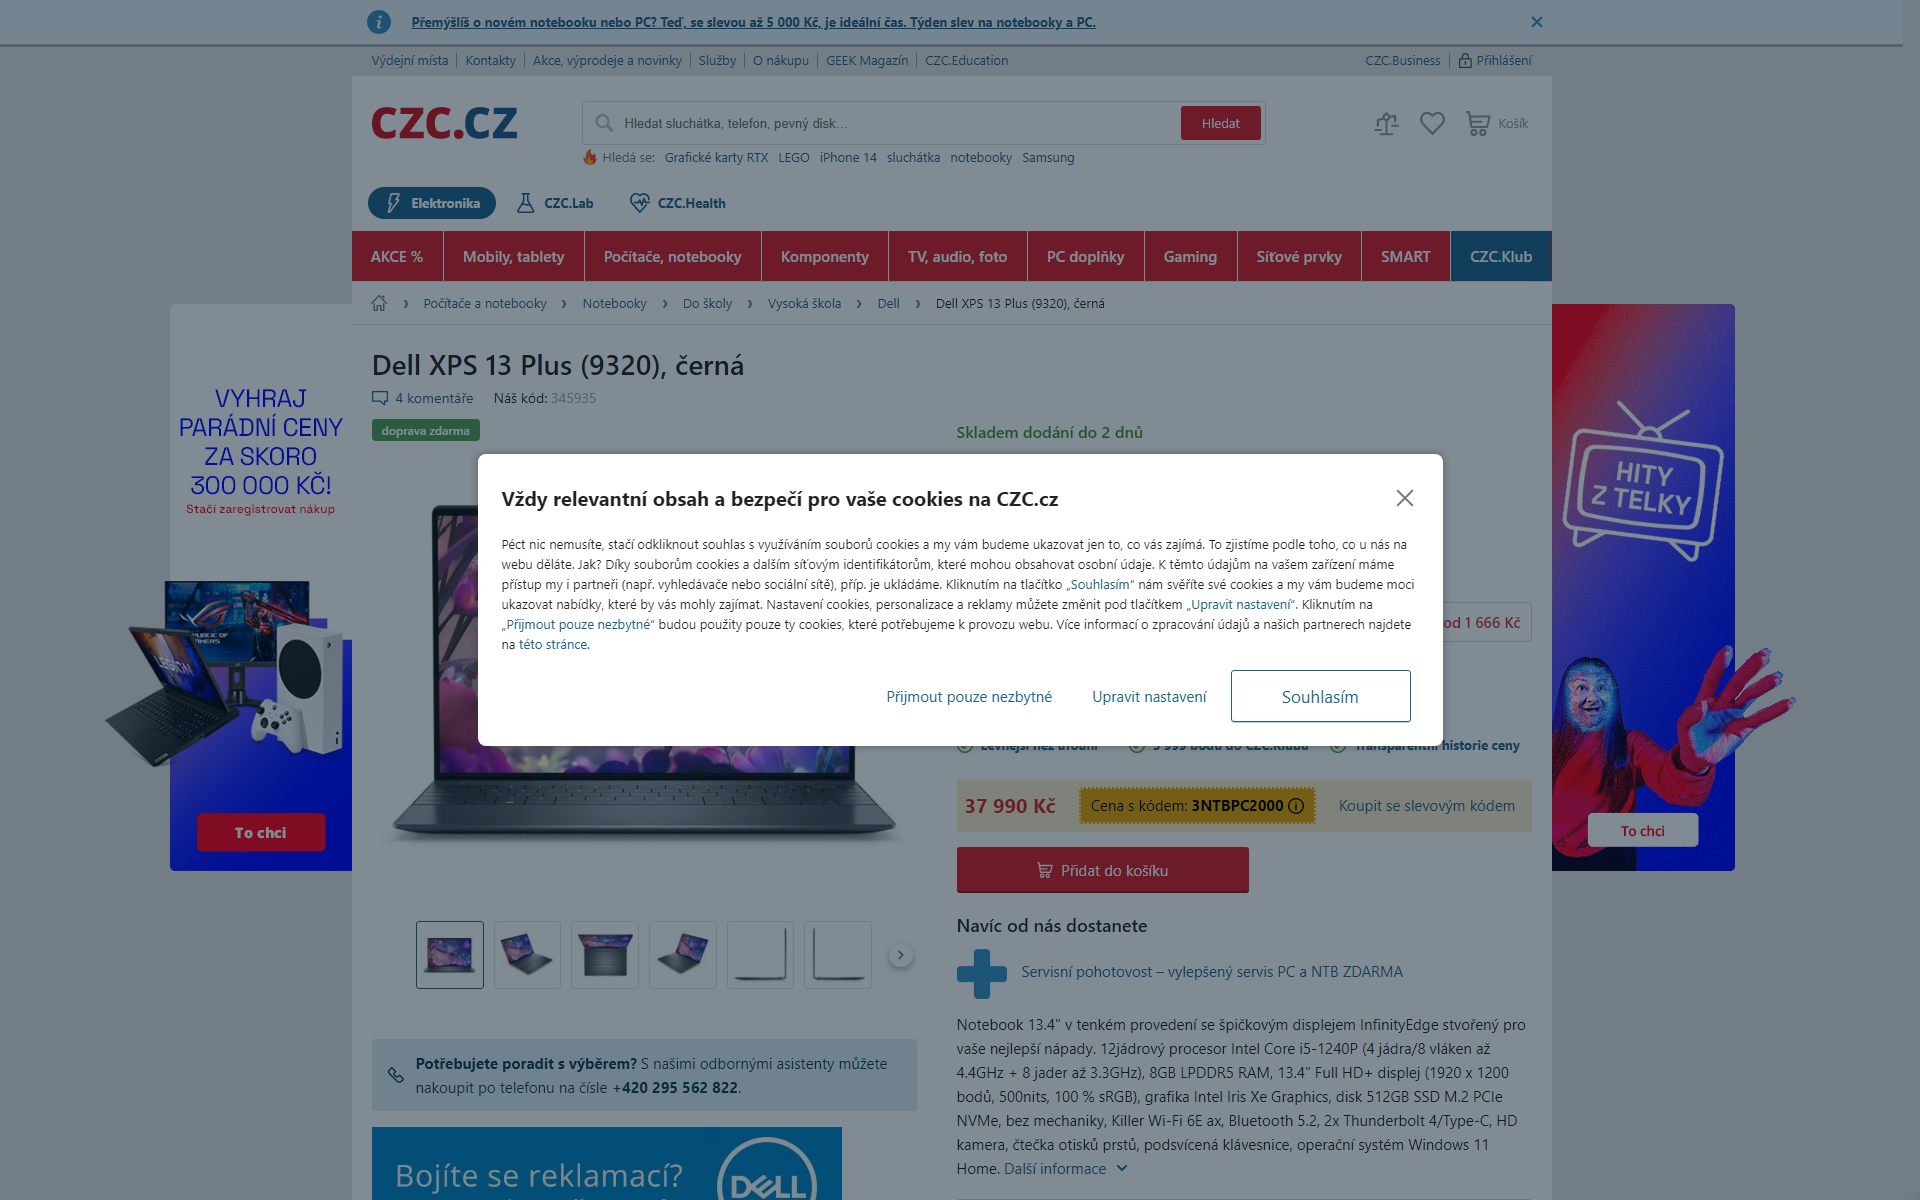 Přemýšlíš o novém notebooku nebo PC? Teď, se slevou až 5 000 Kč, je ideální čas. Týden slev na notebooky a PC.
Výdejní místa
Kontakty
Akce, výprodeje a novinky
Služby
O nákupu
GEEK Magazín
CZC.Education
CZC.Business
Přihlášení
CZC.CZ
Hledat sluchátka, telefon, pevný disk...
Hledat
Košík
Hledá se: Grafické karty RTX LEGO iPhone 14 sluchátka notebooky Samsung
Elektronika
CZC.Lab
CZC.Health
AKCE %
Mobily, tablety
Počítače, notebooky
Komponenty
TV, audio, foto
PC doplňky
Gaming
Síťové prvky
SMART
CZC.Klub
Počítače a notebooky › Notebooky › Do školy › Vysoká škola › Dell › Dell XPS 13 Plus (9320), černá
Dell XPS 13 Plus (9320), černá
4 komentáře
Náš kód: 345935
doprava zdarma
Skladem dodání do 2 dnů
VYHRAJ
PARÁDNÍ CENY
ZA SKORO
300 000 KČ!
Stačí zaregistrovat nákup
LEGION
To chci
HITY
Z TELKY
To chci
Vždy relevantní obsah a bezpečí pro vaše cookies na CZC.cz
Péct nic nemusíte, stačí odkliknout souhlas s využíváním souborů cookies a my vám budeme ukazovat jen to, co vás zajímá. To zjistíme podle toho, co u nás na
webu děláte. Jak? Díky souborům cookies a dalším síťovým identifikátorům, které mohou obsahovat osobní údaje. K těmto údajům na vašem zařízení máme
přístup my i partneři (např. vyhledávače nebo sociální sítě), příp. je ukládáme. Kliknutím na tlačítko „Souhlasím“ nám svěříte své cookies a my vám budeme moci
ukazovat nabídky, které by vás mohly zajímat. Nastavení cookies, personalizace a reklamy můžete změnit pod tlačítkem „Upravit nastavení“. Kliknutím na
„Přijmout pouze nezbytné“ budou použity pouze ty cookies, které potřebujeme k provozu webu. Více informací o zpracování údajů a našich partnerech najdete
na této stránce.
Přijmout pouze nezbytné
Upravit nastavení
Souhlasím
od 1 666 Kč
Levnější než útulní
5 999 bodů do CZC.Klubu
Transparentní historie ceny
37 990 Kč
Cena s kódem: 3NTBPC2000
Koupit se slevovým kódem
Přidat do košíku
Navíc od nás dostanete
Servisní pohotovost – vylepšený servis PC a NTB ZDARMA
Notebook 13.4" v tenkém provedení se špičkovým displejem InfinityEdge stvořený pro
vaše nejlepší nápady. 12jádrový procesor Intel Core i5-1240P (4 jádra/8 vláken až
4.4GHz + 8 jader až 3.3GHz), 8GB LPDDR5 RAM, 13.4" Full HD+ displej (1920 x 1200
bodů, 500nits, 100 % sRGB), grafika Intel Iris Xe Graphics, disk 512GB SSD M.2 PCIe
NVMe, bez mechaniky, Killer Wi-Fi 6E ax, Bluetooth 5.2, 2x Thunderbolt 4/Type-C, HD
kamera, čtečka otisků prstů, podsvícená klávesnice, operační systém Windows 11
Home. Další informace
Potřebujete poradit s výběrem? S našimi odbornými asistenty můžete
nakoupit po telefonu na čísle +420 295 562 822.
Bojíte se reklamací?
DELL